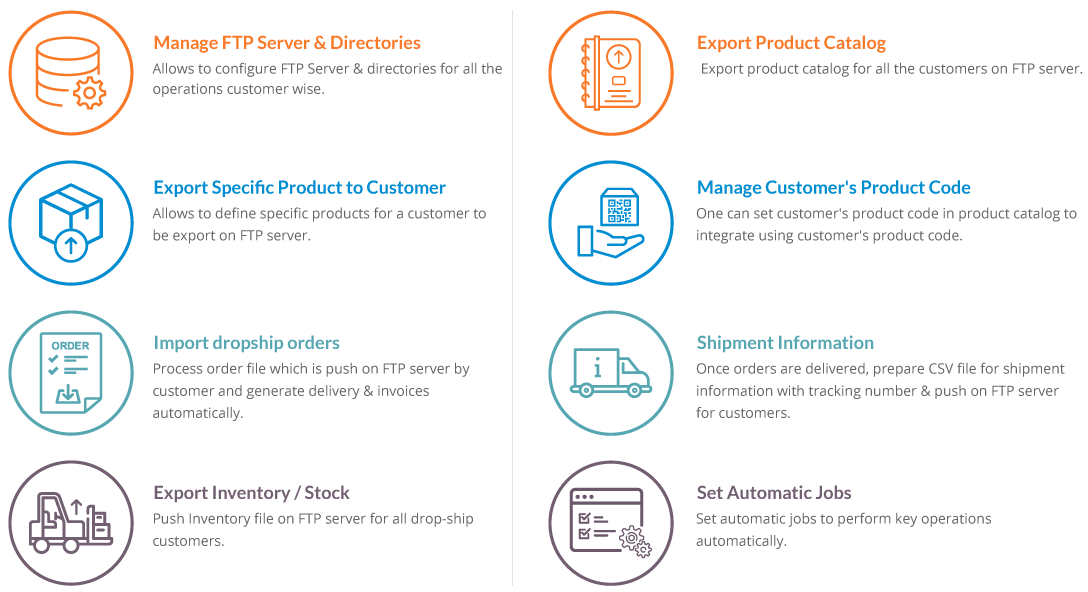 Manage FTP Server & Directories
Allows to configure FTP Server & directories for all the
operations customer wise.
Export Product Catalog
Export product catalog for all the customers on FTP server.
Export Specific Product to Customer
Allows to define specific products for a customer to
be export on FTP server.
Manage Customer's Product Code
One can set customer's product code in product catalog to
integrate using customer's product code.
ORDER
Import dropship orders
Process order file which is push on FTP server by
customer and generate delivery & invoices
automatically.
i
Shipment Information
Once orders are delivered, prepare CSV file for shipment
information with tracking number & push on FTP server
for customers.
Export Inventory / Stock
Push Inventory file on FTP server for all drop-ship
customers.
Set Automatic Jobs
Set automatic jobs to perform key operations
automatically.